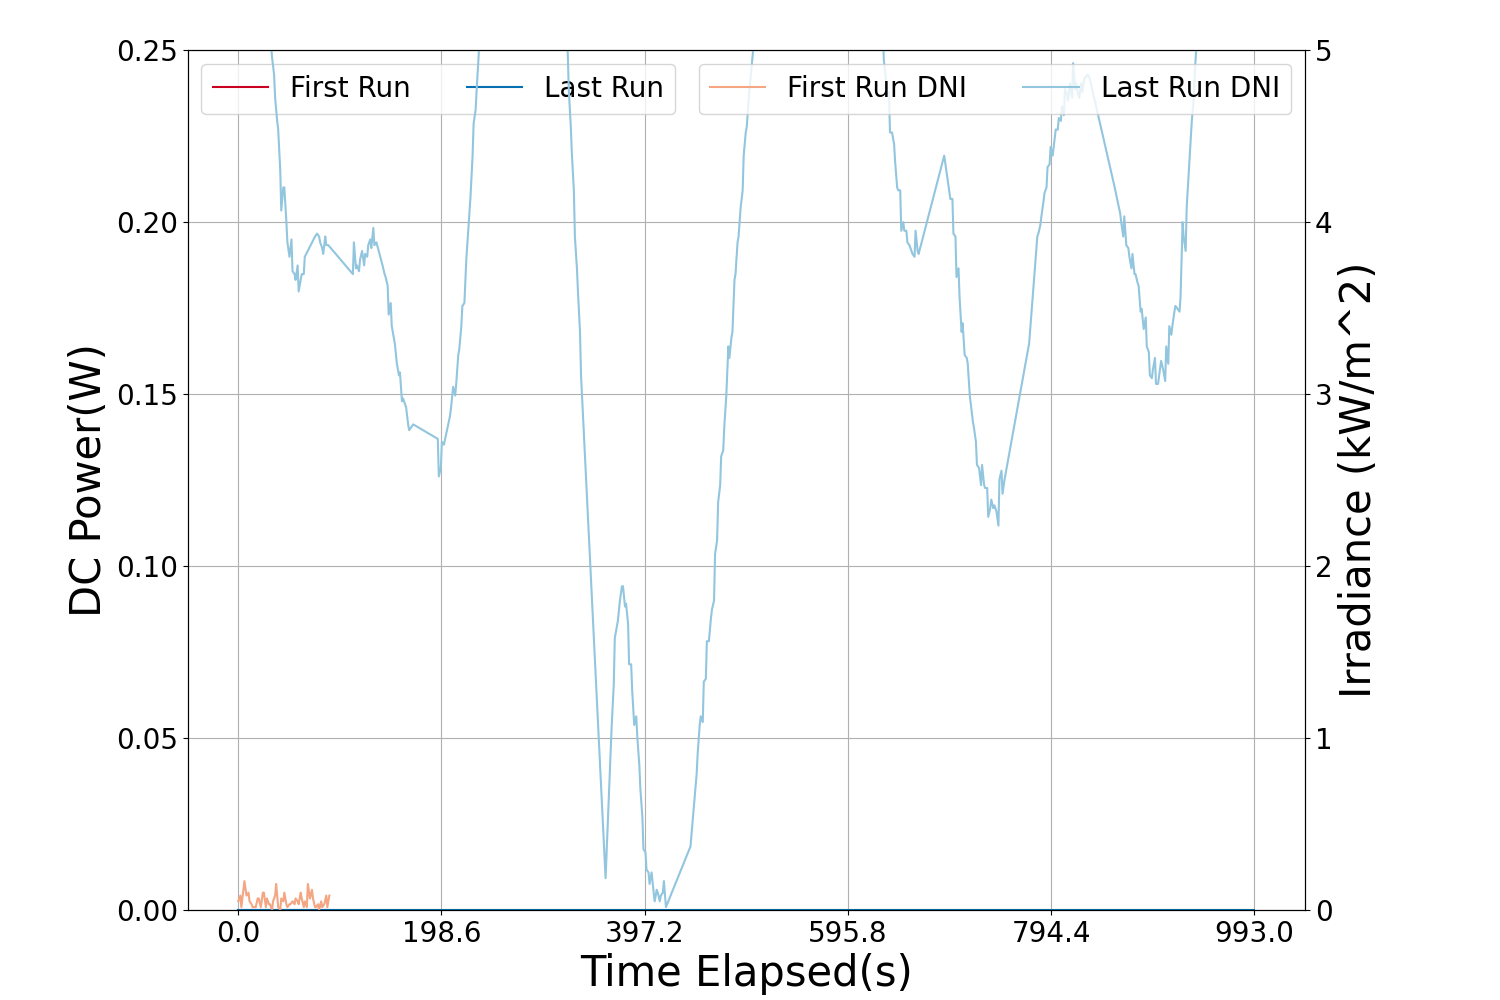 First Run
Last Run
First Run DNI
Last Run DNI
0.25
0.20
0.15
0.10
0.05
0.00
DC Power(W)
5
4
3
2
1
0
Irradiance (kW/m^2)
0.0
198.6
397.2
595.8
794.4
993.0
Time Elapsed(s)